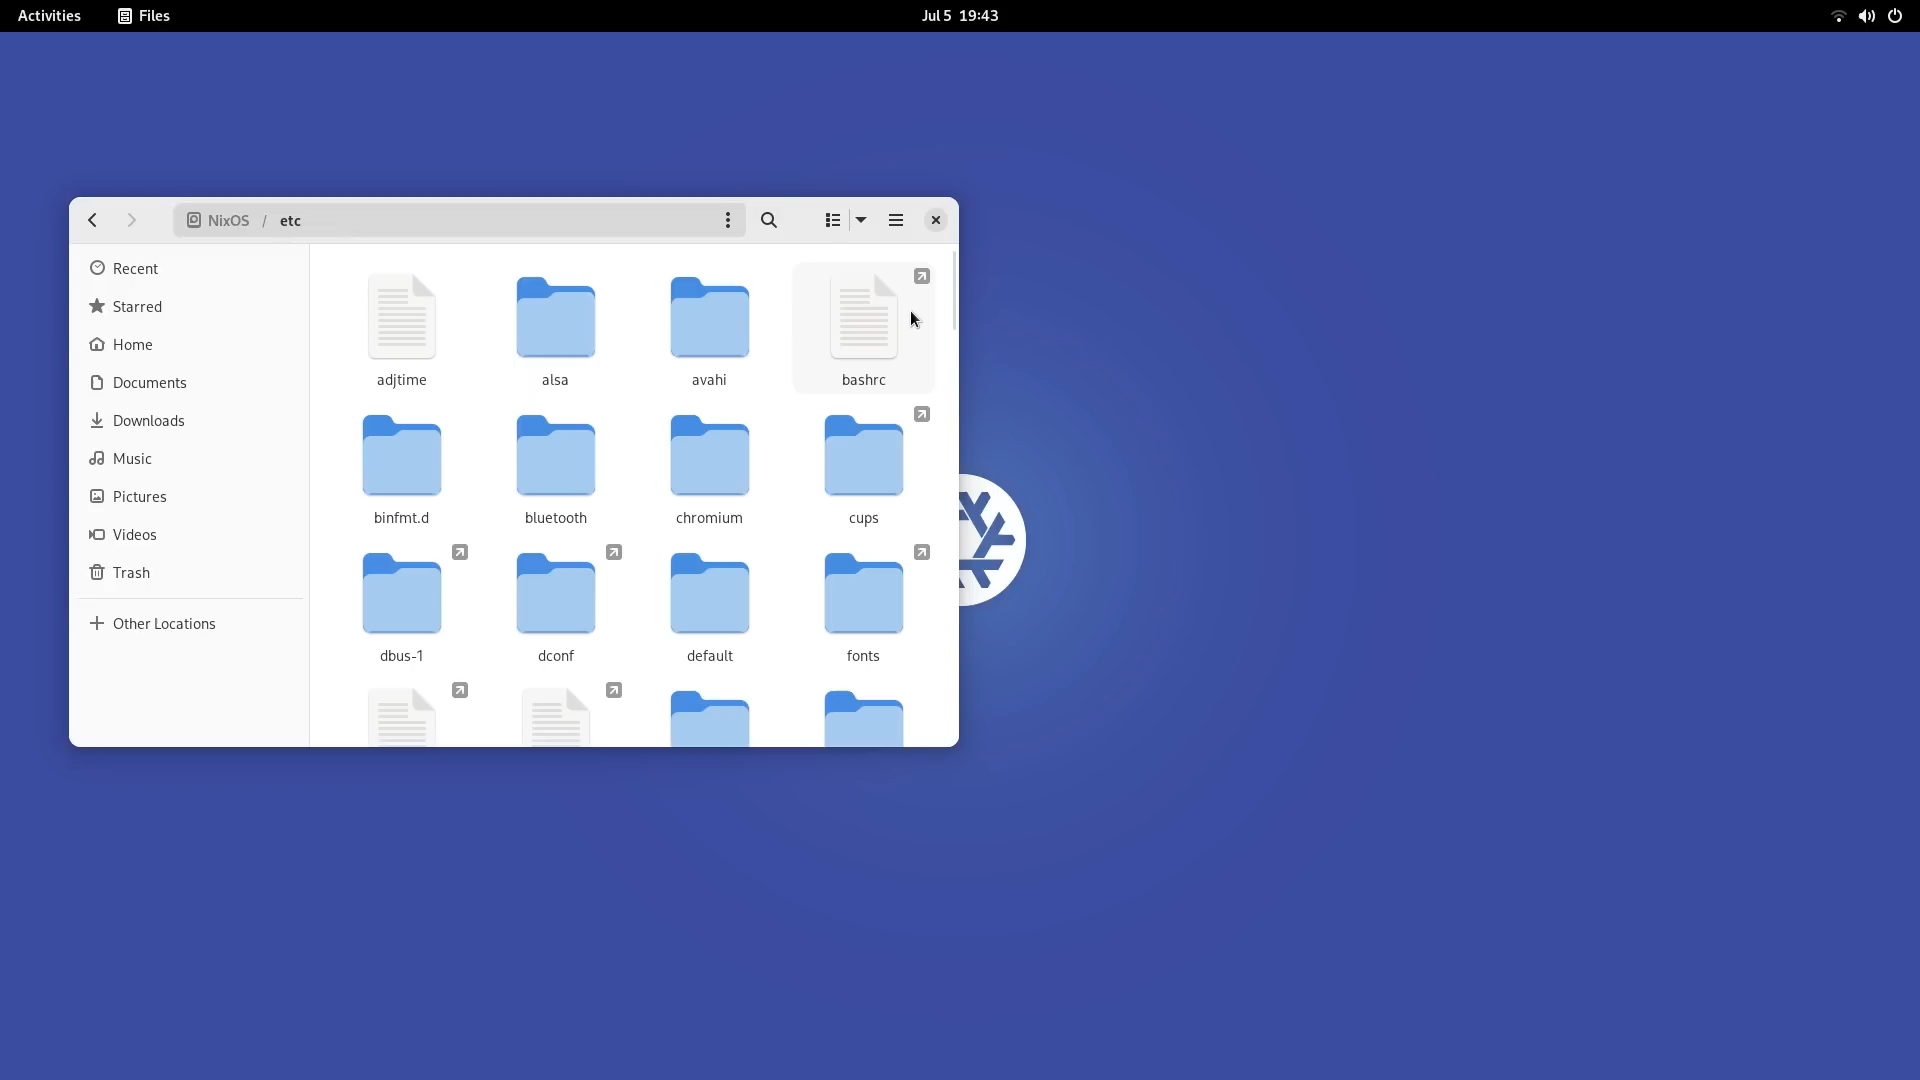 Activities Files Jul 5 19:43
NixOS / etc
Recent
Starred
Home
Documents
Downloads
Music
Pictures
Videos
Trash
Other Locations
adjtime alsa avahi bashrc
binfmt.d bluetooth chromium cups
dbus-1 dconf default fonts